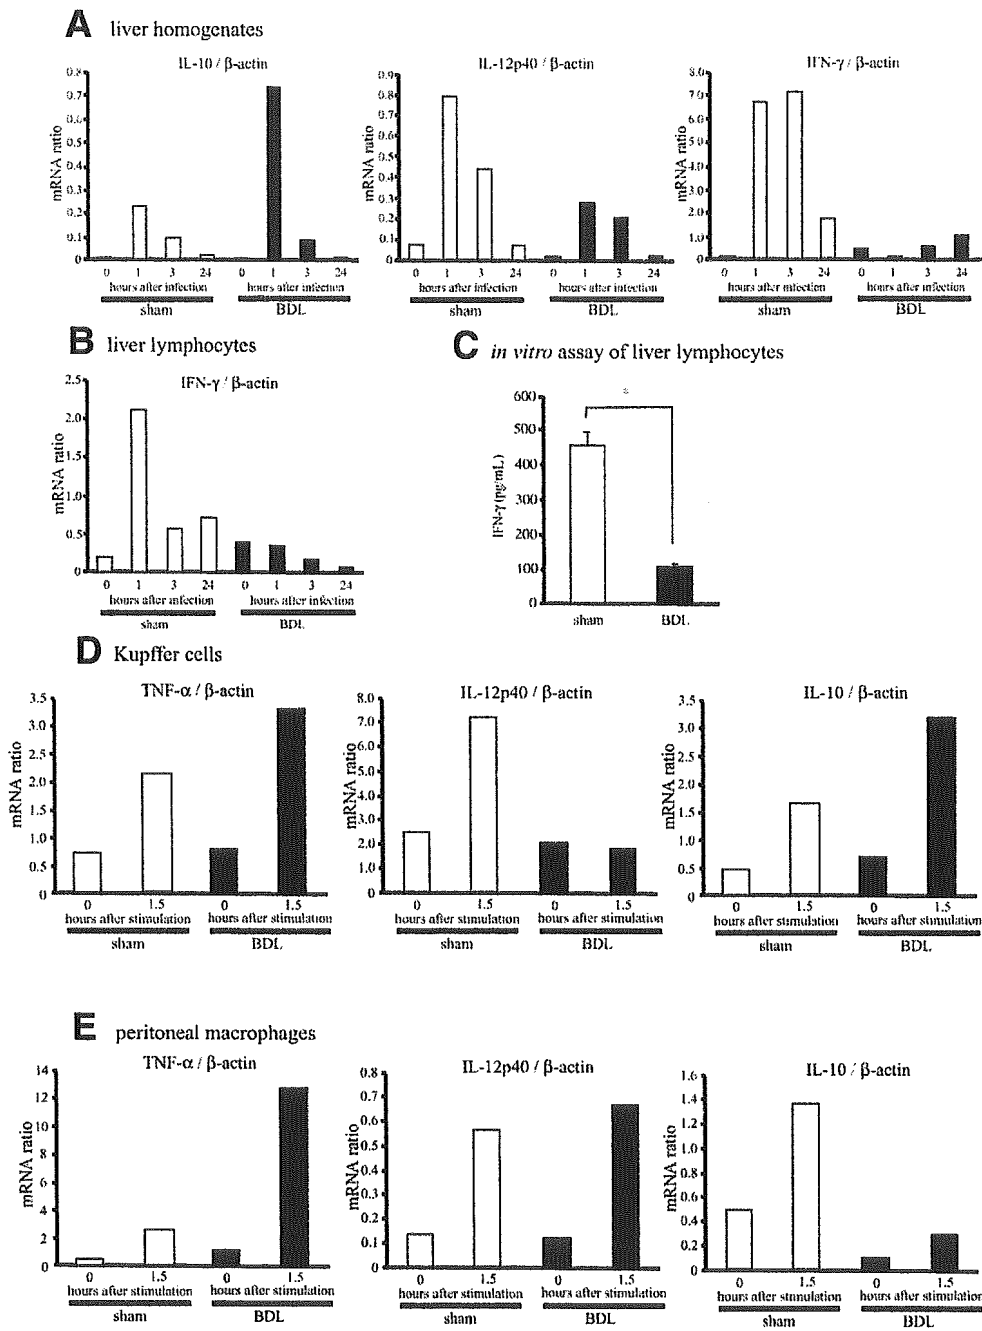 A liver homogenates
IL-10 / β-actin
mRNA ratio
0.8
0.7
0.6
0.5
0.4
0.3
0.2
0.1
0
0 1 3 24 0 1 3 24
hours after infection hours after infection
sham BDL
IL-12p40 / β-actin
mRNA ratio
0.9
0.8
0.7
0.6
0.5
0.4
0.3
0.2
0.1
0
0 1 3 24 0 1 3 24
hours after infection hours after infection
sham BDL
IFN-γ / β-actin
mRNA ratio
8.0
7.0
6.0
5.0
4.0
3.0
2.0
1.0
0
0 1 3 24 0 1 3 24
hours after infection hours after infection
sham BDL
B liver lymphocytes
IFN-γ / β-actin
mRNA ratio
2.5
2.0
1.5
1.0
0.5
0
0 1 3 24 0 1 3 24
hours after infection hours after infection
sham BDL
C in vitro assay of liver lymphocytes
IFN-γ (pg/mL)
600
500
400
300
200
100
0
*
sham BDL
D Kupffer cells
TNF-α / β-actin
mRNA ratio
3.5
3.0
2.5
2.0
1.5
1.0
0.5
0
0 1.5 0 1.5
hours after stimulation hours after stimulation
sham BDL
IL-12p40 / β-actin
mRNA ratio
8.0
7.0
6.0
5.0
4.0
3.0
2.0
1.0
0
0 1.5 0 1.5
hours after stimulation hours after stimulation
sham BDL
IL-10 / β-actin
mRNA ratio
3.5
3.0
2.5
2.0
1.5
1.0
0.5
0
0 1.5 0 1.5
hours after stimulation hours after stimulation
sham BDL
E peritoneal macrophages
TNF-α / β-actin
mRNA ratio
14
12
10
8
6
4
2
0
0 1.5 0 1.5
hours after stimulation hours after stimulation
sham BDL
IL-12p40 / β-actin
mRNA ratio
0.8
0.7
0.6
0.5
0.4
0.3
0.2
0.1
0
0 1.5 0 1.5
hours after stimulation hours after stimulation
sham BDL
IL-10 / β-actin
mRNA ratio
1.6
1.4
1.2
1.0
0.8
0.6
0.4
0.2
0
0 1.5 0 1.5
hours after stimulation hours after stimulation
sham BDL